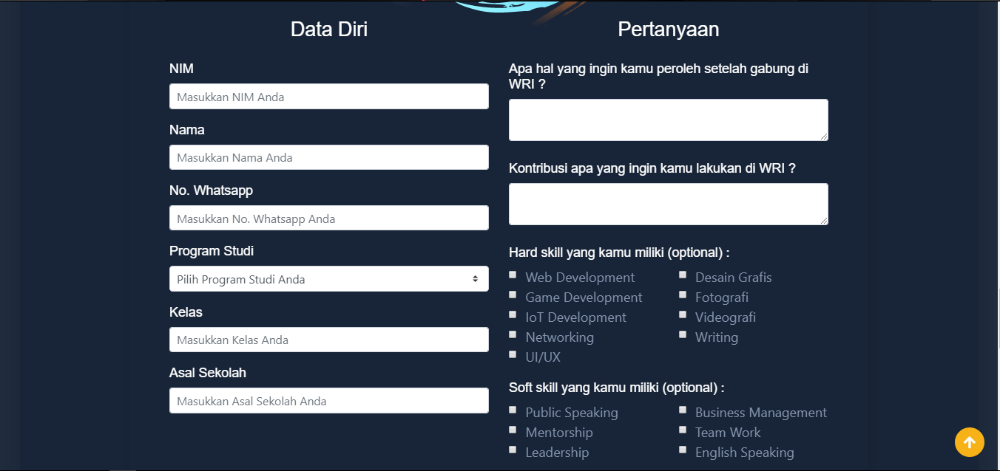 Data Diri
NIM
Masukkan NIM Anda
Nama
Masukkan Nama Anda
No. Whatsapp
Masukkan No. Whatsapp Anda
Program Studi
Pilih Program Studi Anda
Kelas
Masukkan Kelas Anda
Asal Sekolah
Masukkan Asal Sekolah Anda
Pertanyaan
Apa hal yang ingin kamu peroleh setelah gabung di
WRI ?
Kontribusi apa yang ingin kamu lakukan di WRI ?
Hard skill yang kamu miliki (optional) :
Web Development
Game Development
IoT Development
Networking
UI/UX
Desain Grafis
Fotografi
Videografi
Writing
Soft skill yang kamu miliki (optional) :
Public Speaking
Mentorship
Leadership
Business Management
Team Work
English Speaking